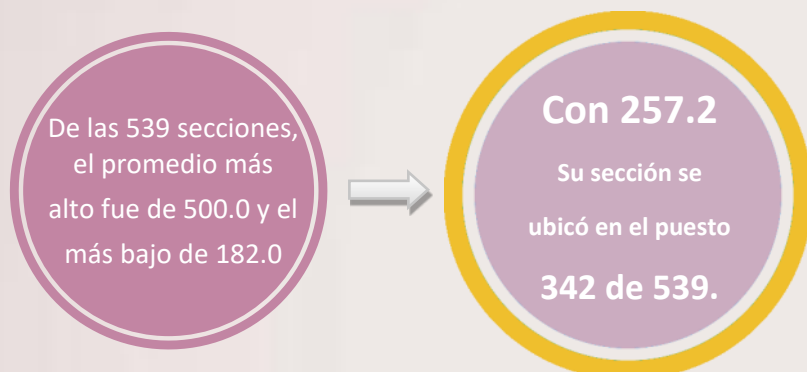 De las 539 secciones,
el promedio más
alto fue de 500.0 y el
más bajo de 182.0
Con 257.2
Su sección se
ubicó en el puesto
342 de 539.